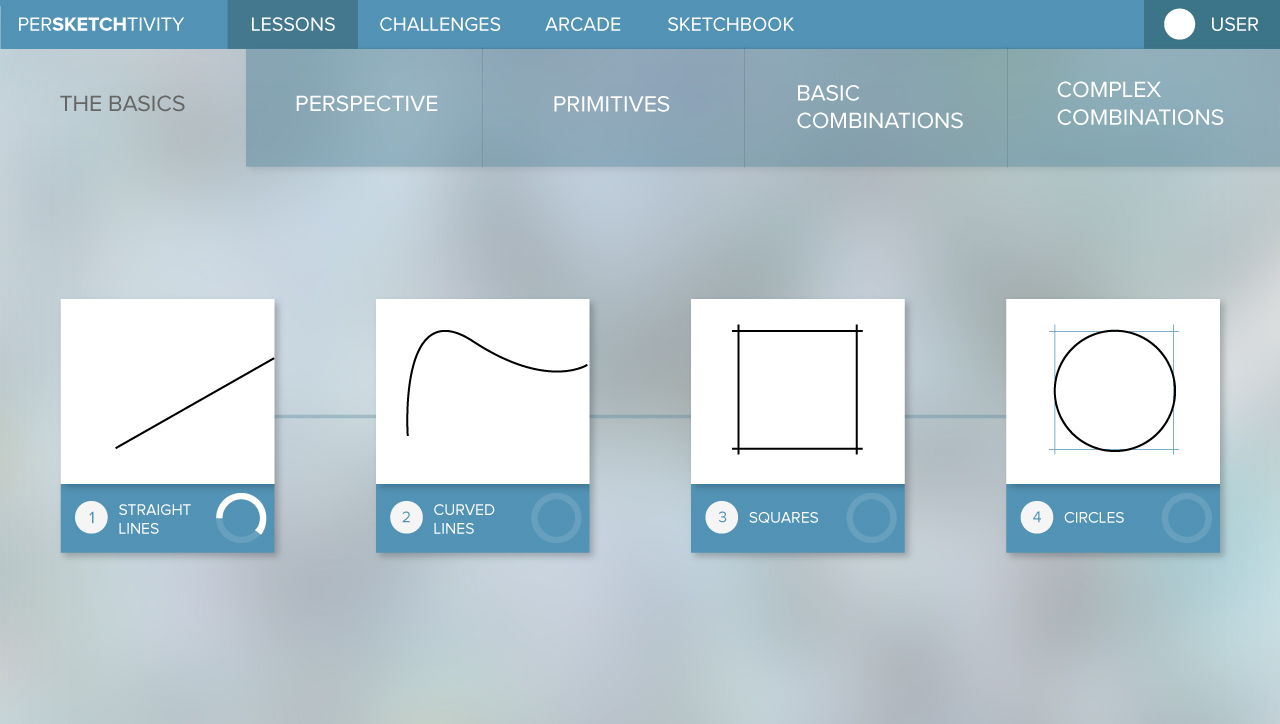 PERSKETCHTIVITY LESSONS CHALLENGES ARCADE SKETCHBOOK USER
THE BASICS
PERSPECTIVE
PRIMITIVES
BASIC
COMBINATIONS
COMPLEX
COMBINATIONS
1 STRAIGHT
LINES
2 CURVED
LINES
3 SQUARES
4 CIRCLES